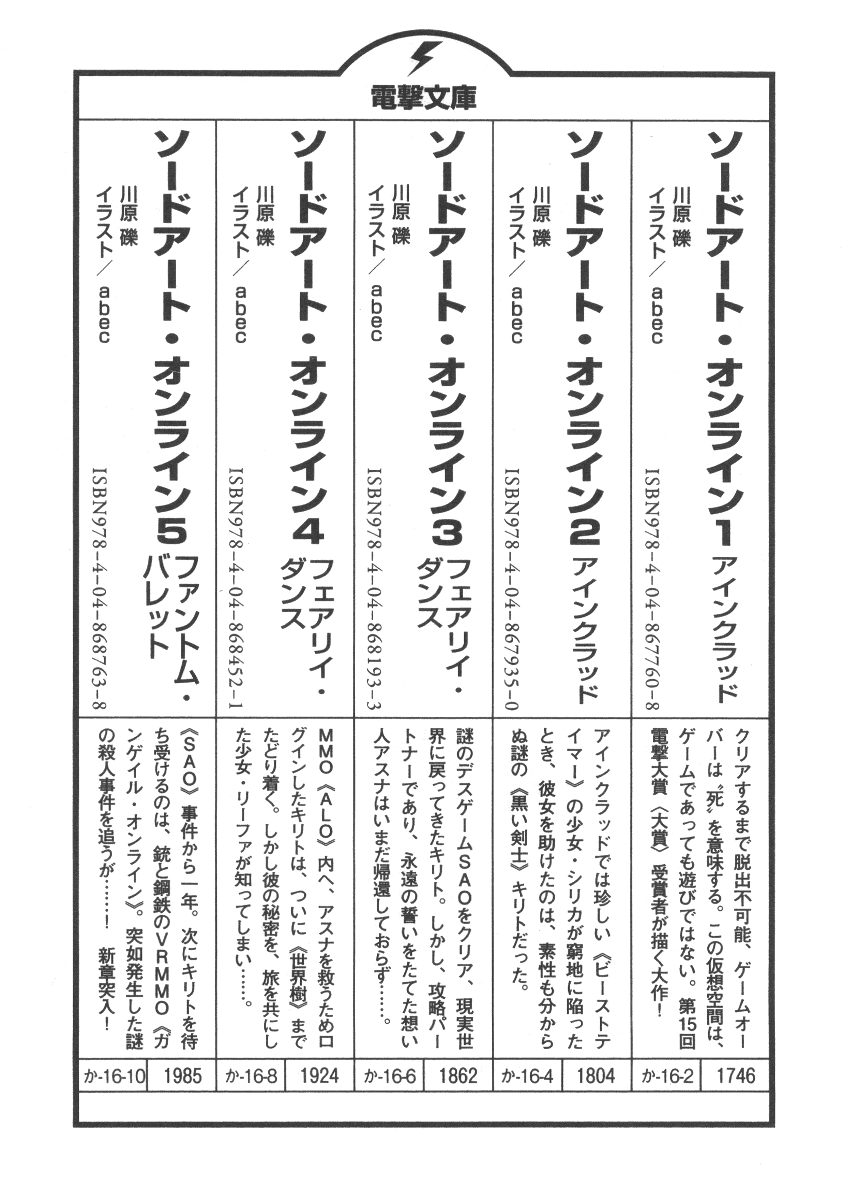 電撃文庫
ソードアート・オンライン1 アインクラッド
川原 礫
イラスト／abec
ISBN978-4-04-867760-8
クリアするまで脱出不可能、ゲームオー
バーは〝死〟を意味する。この仮想空間は、
ゲームであっても遊びではない。第15回
電撃大賞〈大賞〉受賞者が描く大作！
か-16-2
1746
ソードアート・オンライン2 アインクラッド
川原 礫
イラスト／abec
ISBN978-4-04-867935-0
アインクラッドでは珍しい《ビーストテ
イマー》の少女・シリカが窮地に陥った
とき、彼女を助けたのは、素性も分から
ぬ謎の《黒い剣士》キリトだった。
か-16-4
1804
ソードアート・オンライン3 フェアリィ・
ダンス
川原 礫
イラスト／abec
ISBN978-4-04-868193-3
謎のデスゲームSAOをクリア、現実世
界に戻ってきたキリト。しかし、攻略パー
トナーであり、永遠の誓いをたてた想い
人アスナはいまだ帰還しておらず……。
か-16-6
1862
ソードアート・オンライン4 フェアリィ・
ダンス
川原 礫
イラスト／abec
ISBN978-4-04-868452-1
MMO《ALO》内へ、アスナを救うためロ
グインしたキリトは、ついに《世界樹》まで
たどり着く。しかし彼の秘密を、旅を共にし
た少女・リーファが知ってしまい……。
か-16-8
1924
ソードアート・オンライン5 ファントム・
バレット
川原 礫
イラスト／abec
ISBN978-4-04-868763-8
《SAO》事件から一年。次にキリトを待
ち受けるのは、銃と鋼鉄のVRMMO《ガ
ンゲイル・オンライン》。突如発生した謎
の殺人事件を追うが……！　新章突入！
か-16-10
1985